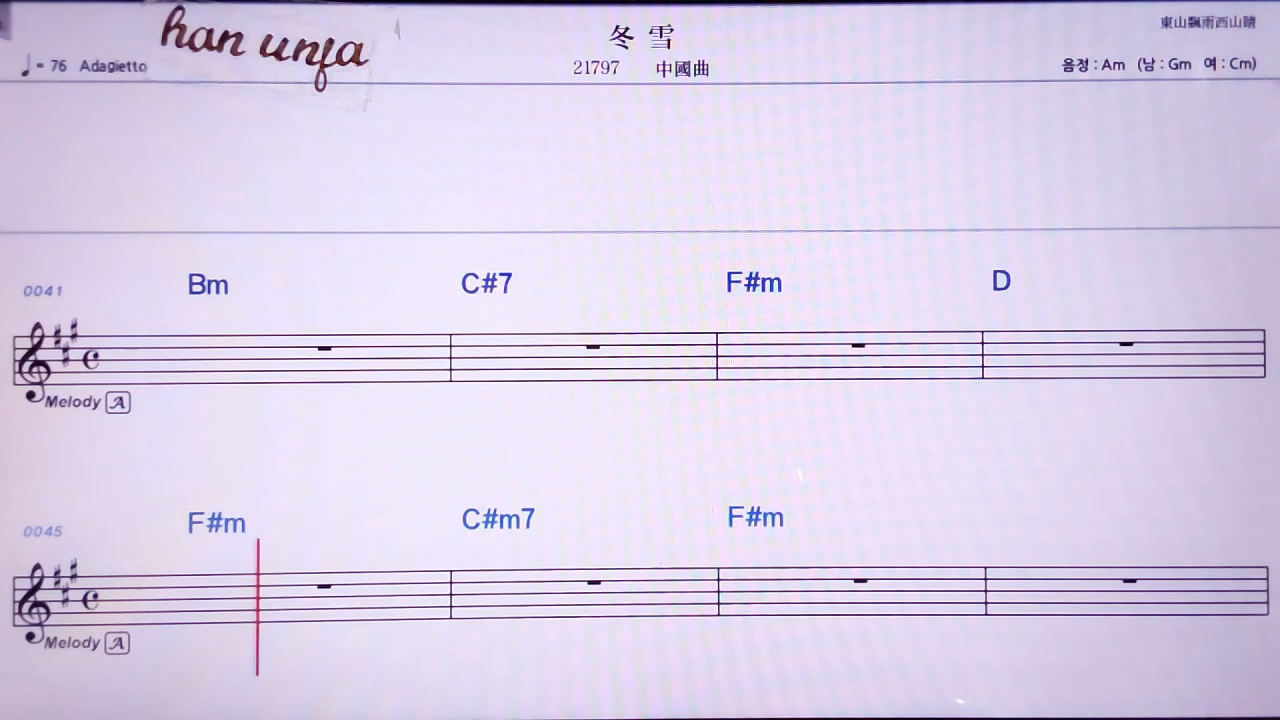 han unfa
冬 雪
東山飄雨西山晴
♩ = 76 Adagietto
21797 中國曲
음정 : Am (남 : Gm 여 : Cm)
0041 Bm C#7 F#m D
Melody A
0045 F#m C#m7 F#m
Melody A